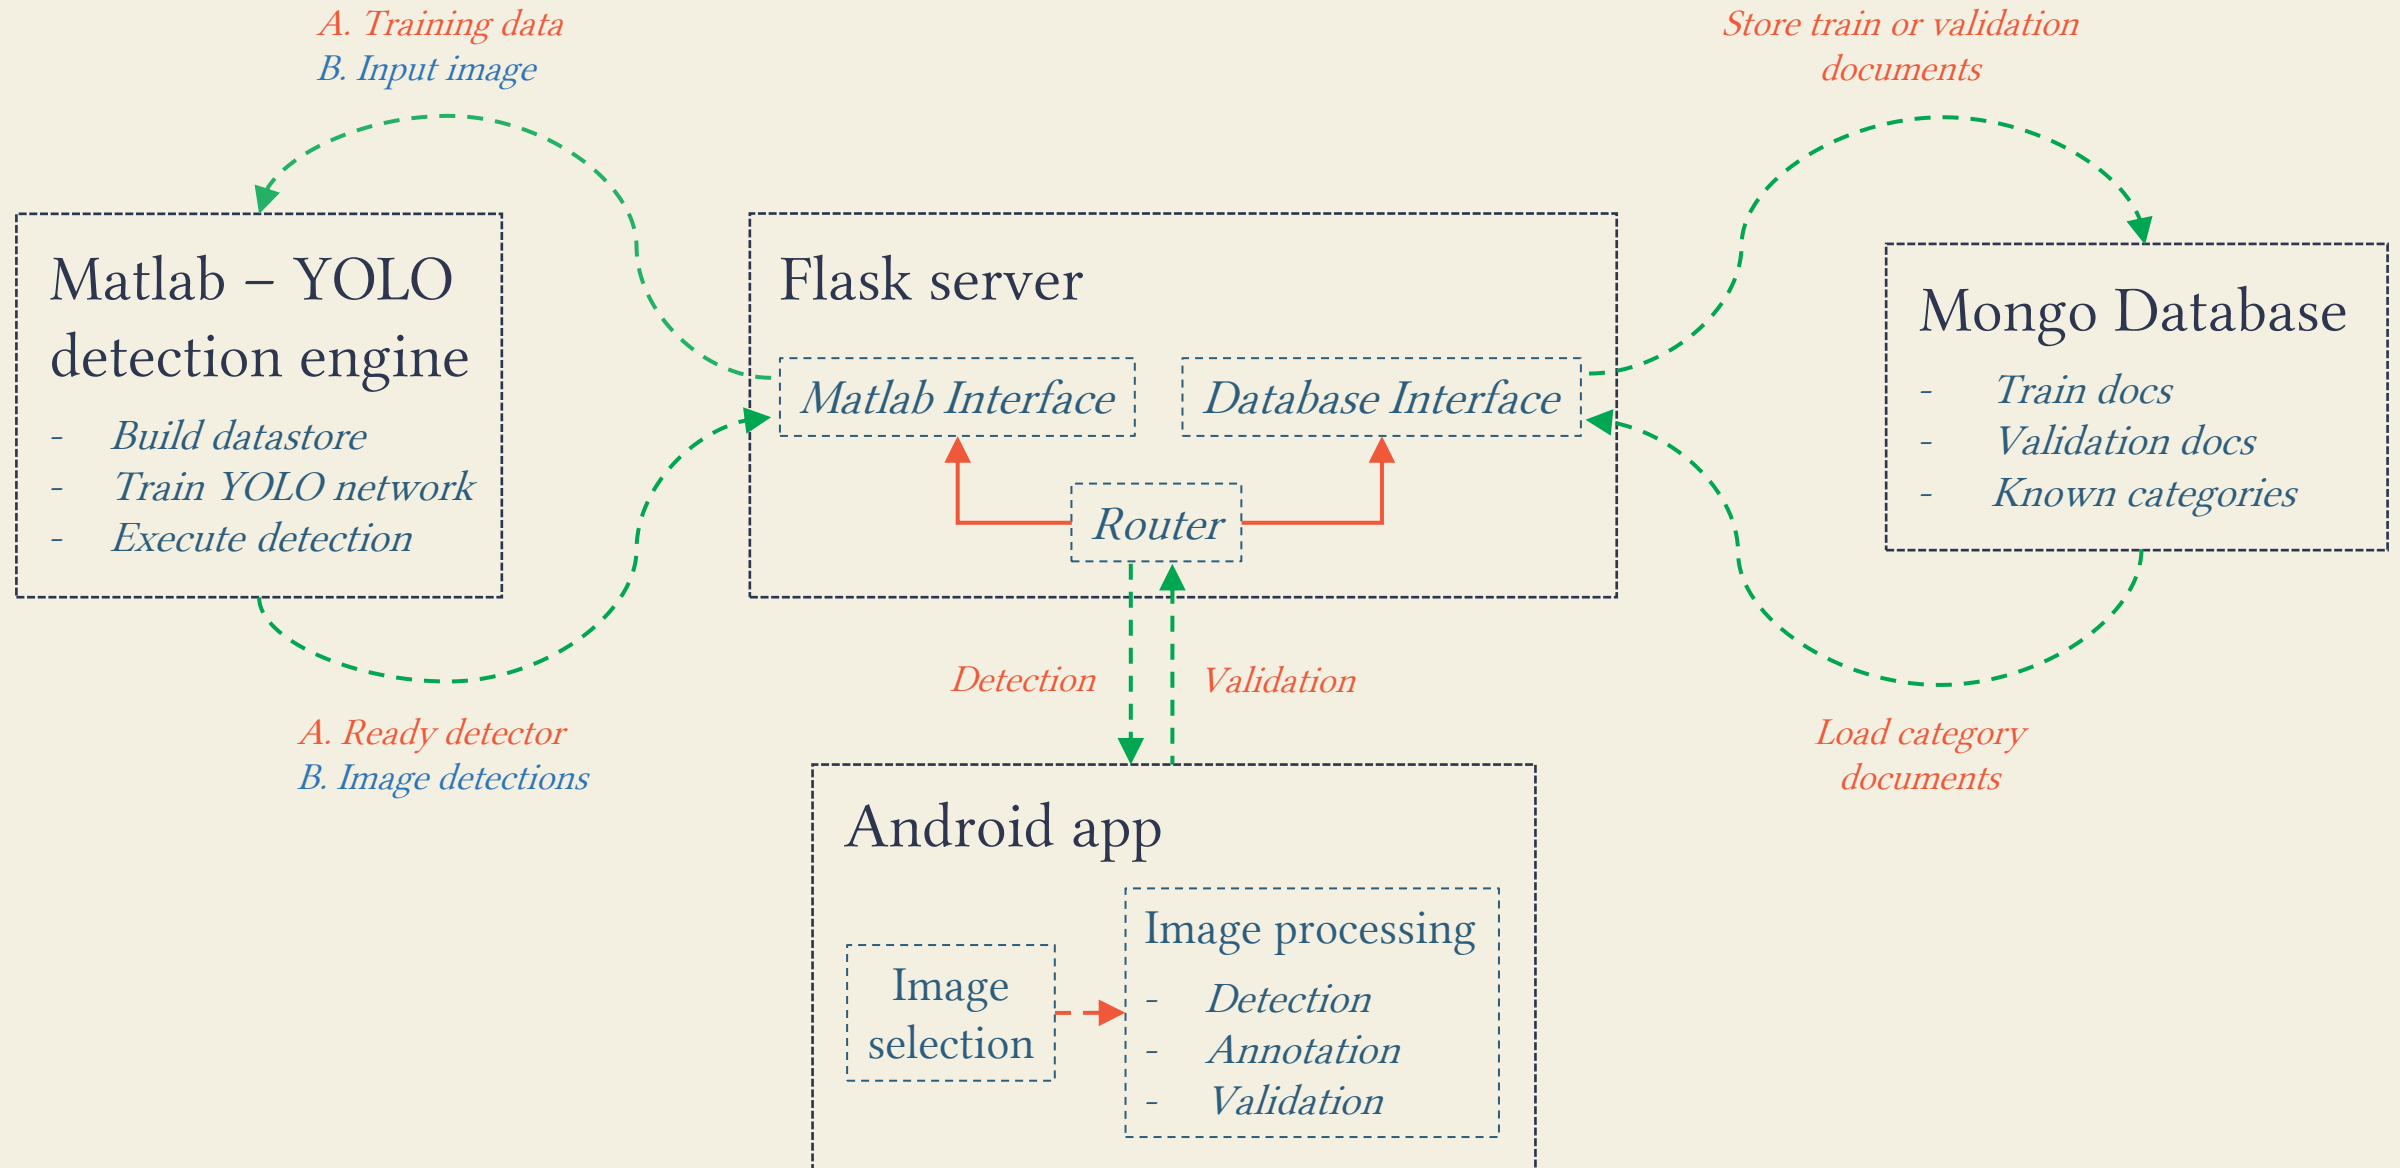 A. Training data
B. Input image
Store train or validation
documents
Matlab – YOLO
detection engine
- Build datastore
- Train YOLO network
- Execute detection
Flask server
Matlab Interface
Database Interface
Router
Mongo Database
- Train docs
- Validation docs
- Known categories
Detection
Validation
A. Ready detector
B. Image detections
Load category
documents
Android app
Image
selection
Image processing
- Detection
- Annotation
- Validation